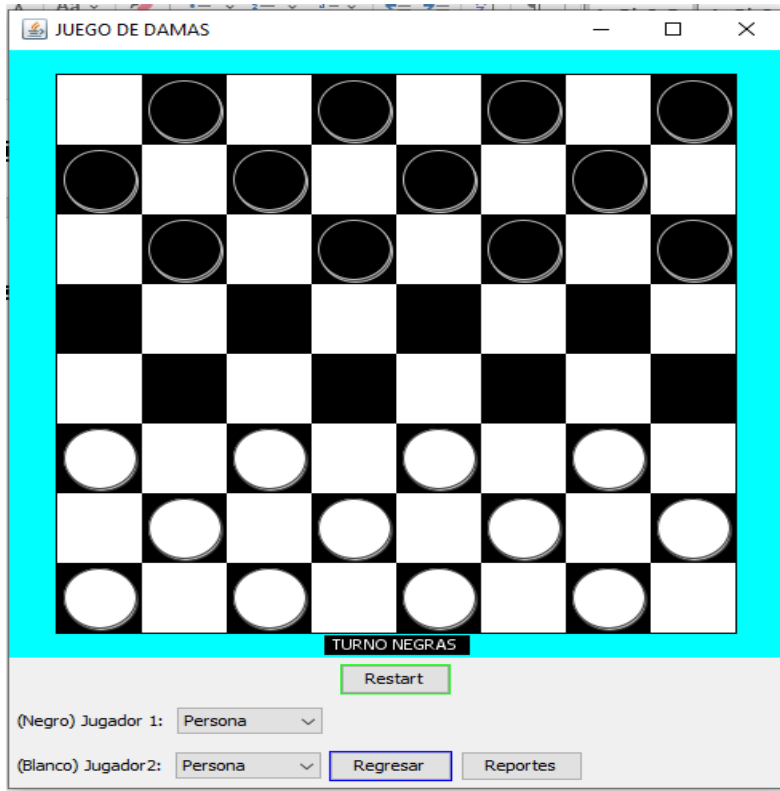 JUEGO DE DAMAS
TURNO NEGRAS
Restart
(Negro) Jugador 1: Persona
(Blanco) Jugador2: Persona Regresar Reportes